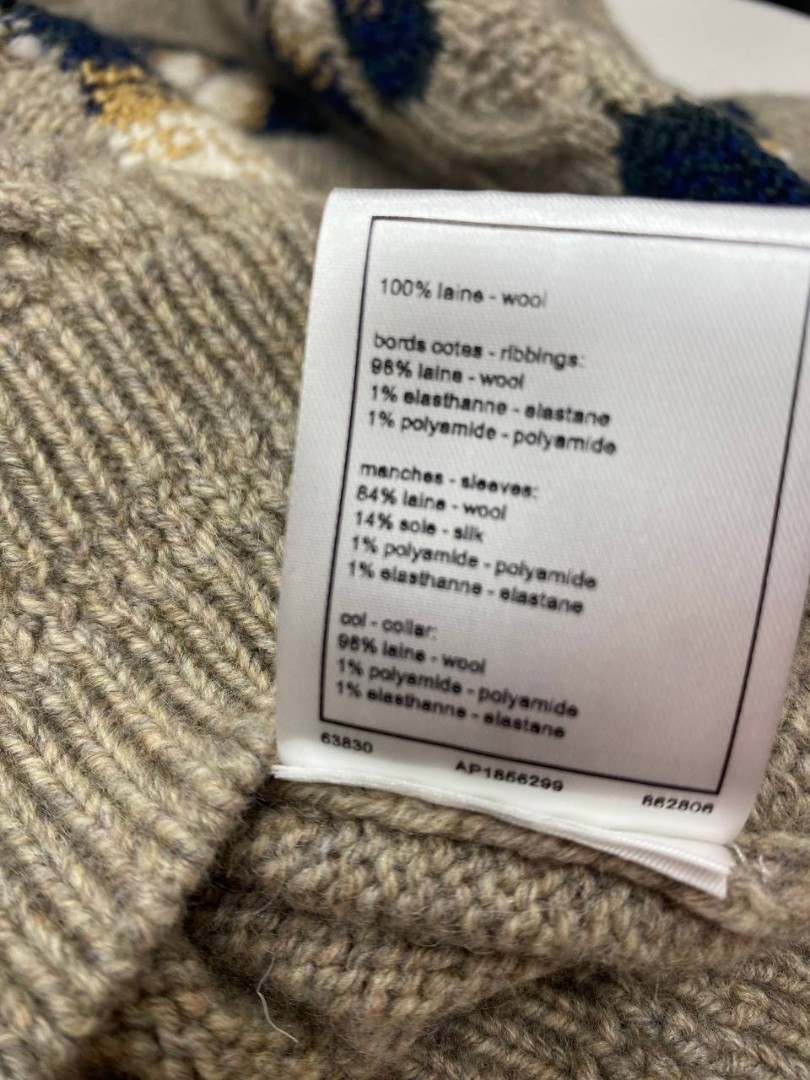 100% laine - wool
bords cotes - ribbings:
98% laine - wool
1% elasthanne - elastane
1% polyamide - polyamide
manches - sleeves:
84% laine - wool
14% soie - silk
1% polyamide - polyamide
1% elasthanne - elastane
col - collar:
98% laine - wool
1% polyamide - polyamide
1% elasthanne - elastane
63830 AP1856299 662806